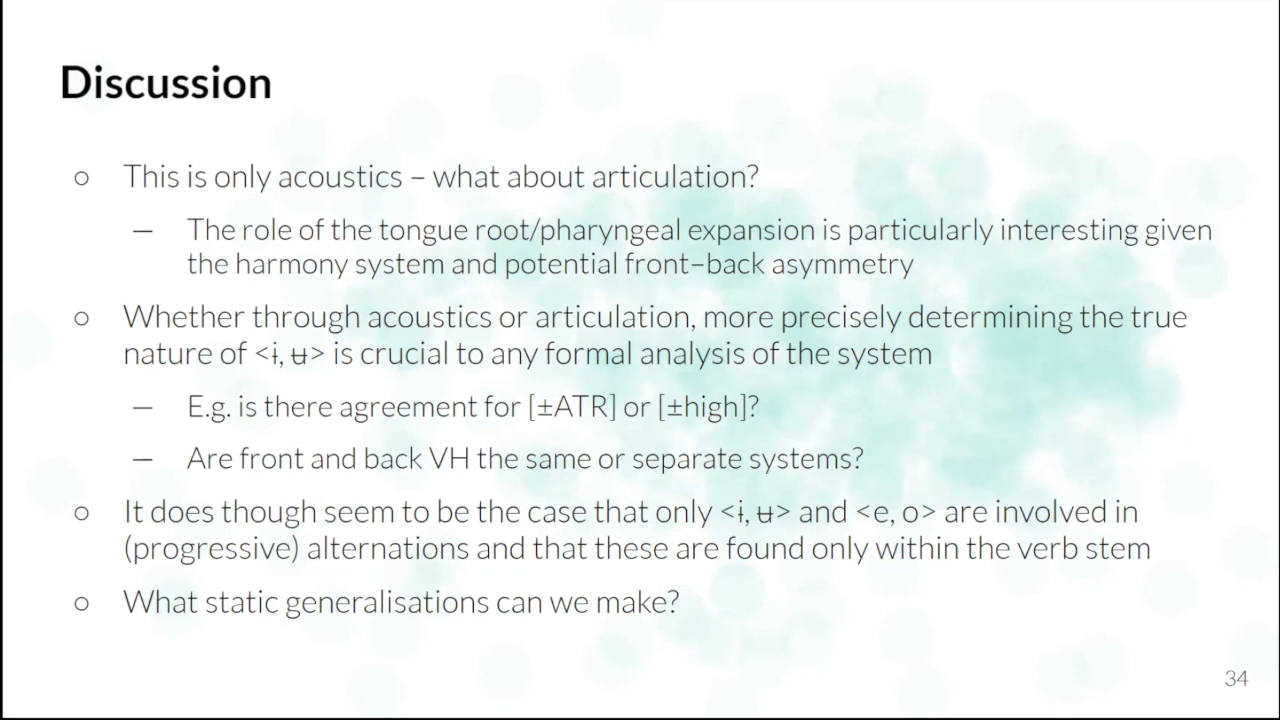 Discussion
○ This is only acoustics – what about articulation?
— The role of the tongue root/pharyngeal expansion is particularly interesting given
the harmony system and potential front–back asymmetry
○ Whether through acoustics or articulation, more precisely determining the true
nature of <ɨ, ʉ> is crucial to any formal analysis of the system
— E.g. is there agreement for [±ATR] or [±high]?
— Are front and back VH the same or separate systems?
○ It does though seem to be the case that only <ɨ, ʉ> and <e, o> are involved in
(progressive) alternations and that these are found only within the verb stem
○ What static generalisations can we make?
34